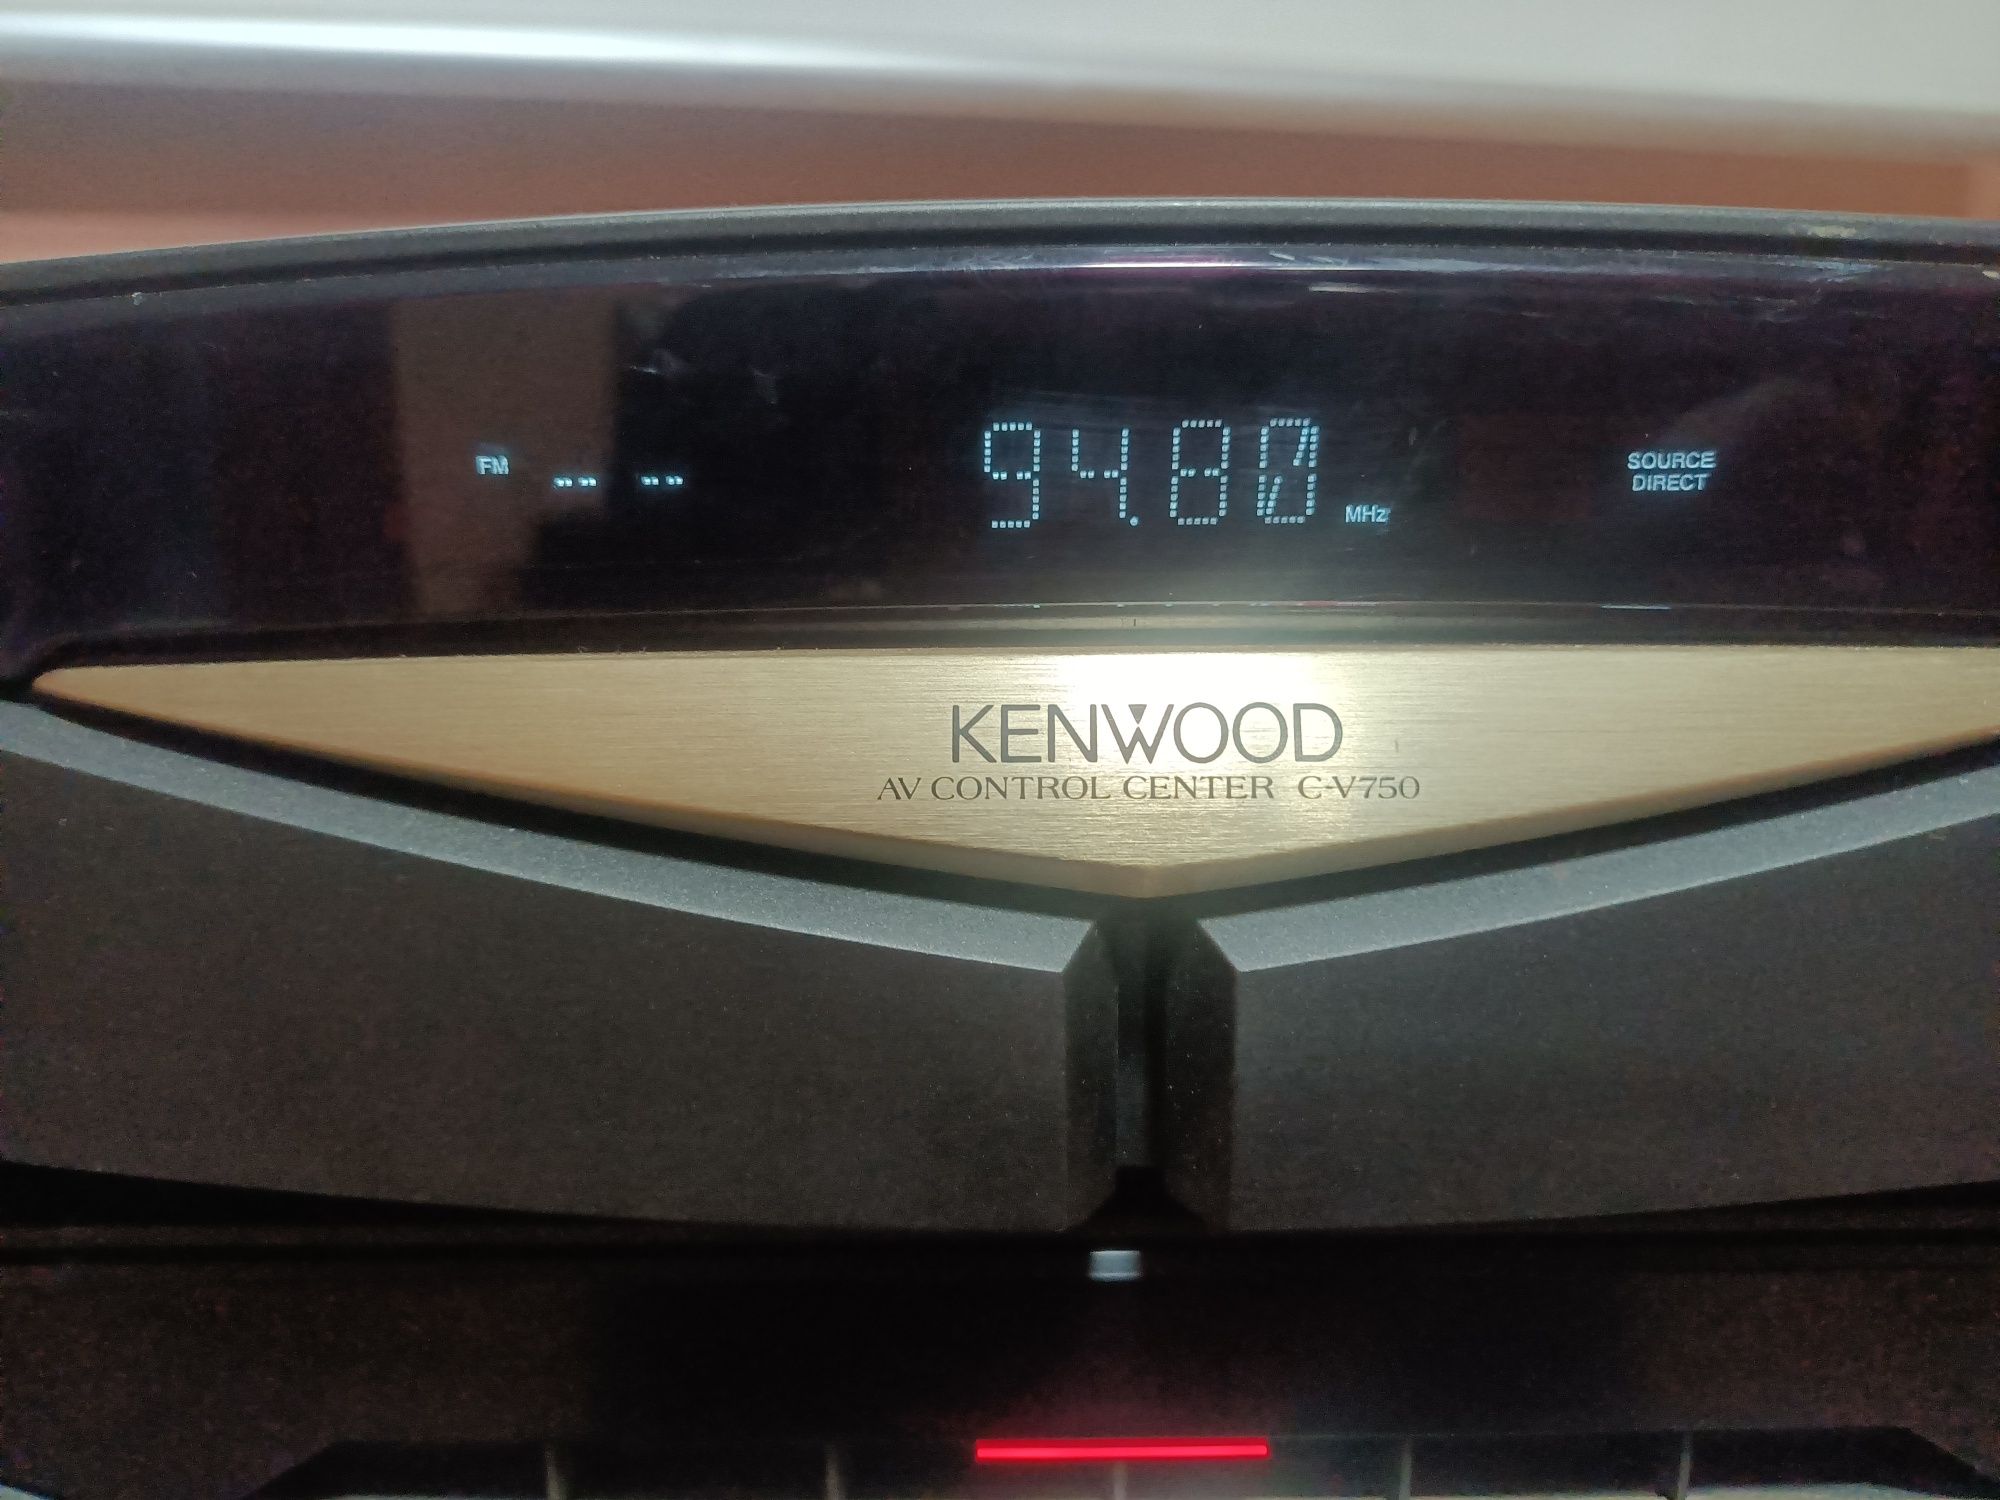 FM -- -- 94.80 MHz SOURCE
DIRECT
KENWOOD
AV CONTROL CENTER C-V750